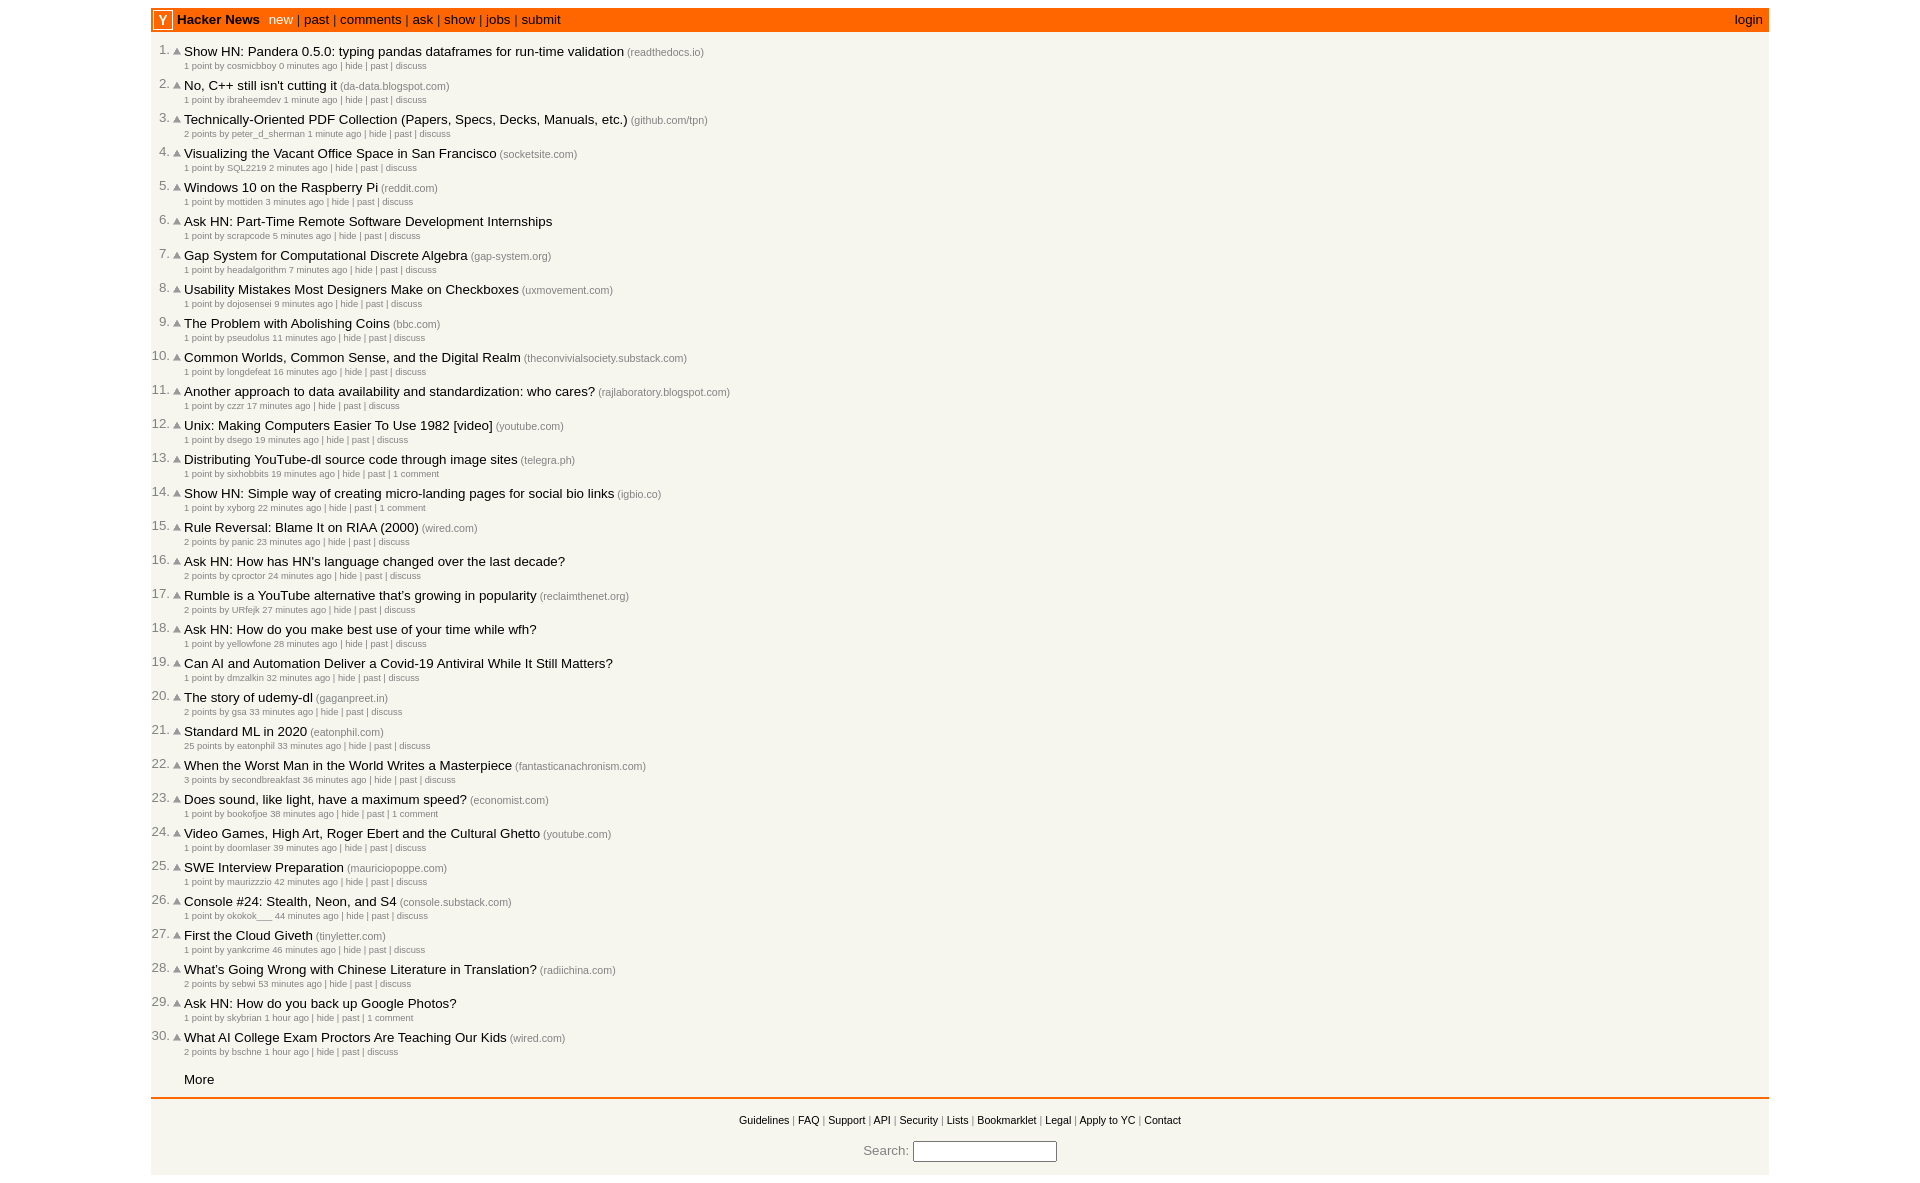 Y Hacker News new | past | comments | ask | show | jobs | submit login
1. Show HN: Pandera 0.5.0: typing pandas dataframes for run-time validation (readthedocs.io)
1 point by cosmicbboy 0 minutes ago | hide | past | discuss
2. No, C++ still isn't cutting it (da-data.blogspot.com)
1 point by ibraheemdev 1 minute ago | hide | past | discuss
3. Technically-Oriented PDF Collection (Papers, Specs, Decks, Manuals, etc.) (github.com/tpn)
2 points by peter_d_sherman 1 minute ago | hide | past | discuss
4. Visualizing the Vacant Office Space in San Francisco (socketsite.com)
1 point by SQL2219 2 minutes ago | hide | past | discuss
5. Windows 10 on the Raspberry Pi (reddit.com)
1 point by mottiden 3 minutes ago | hide | past | discuss
6. Ask HN: Part-Time Remote Software Development Internships
1 point by scrapcode 5 minutes ago | hide | past | discuss
7. Gap System for Computational Discrete Algebra (gap-system.org)
1 point by headalgorithm 7 minutes ago | hide | past | discuss
8. Usability Mistakes Most Designers Make on Checkboxes (uxmovement.com)
1 point by dojosensei 9 minutes ago | hide | past | discuss
9. The Problem with Abolishing Coins (bbc.com)
1 point by pseudolus 11 minutes ago | hide | past | discuss
10. Common Worlds, Common Sense, and the Digital Realm (theconvivialsociety.substack.com)
1 point by longdefeat 16 minutes ago | hide | past | discuss
11. Another approach to data availability and standardization: who cares? (rajlaboratory.blogspot.com)
1 point by czzr 17 minutes ago | hide | past | discuss
12. Unix: Making Computers Easier To Use 1982 [video] (youtube.com)
1 point by dsego 19 minutes ago | hide | past | discuss
13. Distributing YouTube-dl source code through image sites (telegra.ph)
1 point by sixhobbits 19 minutes ago | hide | past | 1 comment
14. Show HN: Simple way of creating micro-landing pages for social bio links (igbio.co)
1 point by xyborg 22 minutes ago | hide | past | 1 comment
15. Rule Reversal: Blame It on RIAA (2000) (wired.com)
2 points by panic 23 minutes ago | hide | past | discuss
16. Ask HN: How has HN's language changed over the last decade?
2 points by cproctor 24 minutes ago | hide | past | discuss
17. Rumble is a YouTube alternative that’s growing in popularity (reclaimthenet.org)
2 points by URfejk 27 minutes ago | hide | past | discuss
18. Ask HN: How do you make best use of your time while wfh?
1 point by yellowfone 28 minutes ago | hide | past | discuss
19. Can AI and Automation Deliver a Covid-19 Antiviral While It Still Matters?
1 point by dmzalkin 32 minutes ago | hide | past | discuss
20. The story of udemy-dl (gaganpreet.in)
2 points by gsa 33 minutes ago | hide | past | discuss
21. Standard ML in 2020 (eatonphil.com)
25 points by eatonphil 33 minutes ago | hide | past | discuss
22. When the Worst Man in the World Writes a Masterpiece (fantasticanachronism.com)
3 points by secondbreakfast 36 minutes ago | hide | past | discuss
23. Does sound, like light, have a maximum speed? (economist.com)
1 point by bookofjoe 38 minutes ago | hide | past | 1 comment
24. Video Games, High Art, Roger Ebert and the Cultural Ghetto (youtube.com)
1 point by doomlaser 39 minutes ago | hide | past | discuss
25. SWE Interview Preparation (mauriciopoppe.com)
1 point by maurizzzio 42 minutes ago | hide | past | discuss
26. Console #24: Stealth, Neon, and S4 (console.substack.com)
1 point by okokok___ 44 minutes ago | hide | past | discuss
27. First the Cloud Giveth (tinyletter.com)
1 point by yankcrime 46 minutes ago | hide | past | discuss
28. What’s Going Wrong with Chinese Literature in Translation? (radiichina.com)
2 points by sebwi 53 minutes ago | hide | past | discuss
29. Ask HN: How do you back up Google Photos?
1 point by skybrian 1 hour ago | hide | past | 1 comment
30. What AI College Exam Proctors Are Teaching Our Kids (wired.com)
2 points by bschne 1 hour ago | hide | past | discuss
More
Guidelines | FAQ | Support | API | Security | Lists | Bookmarklet | Legal | Apply to YC | Contact
Search: